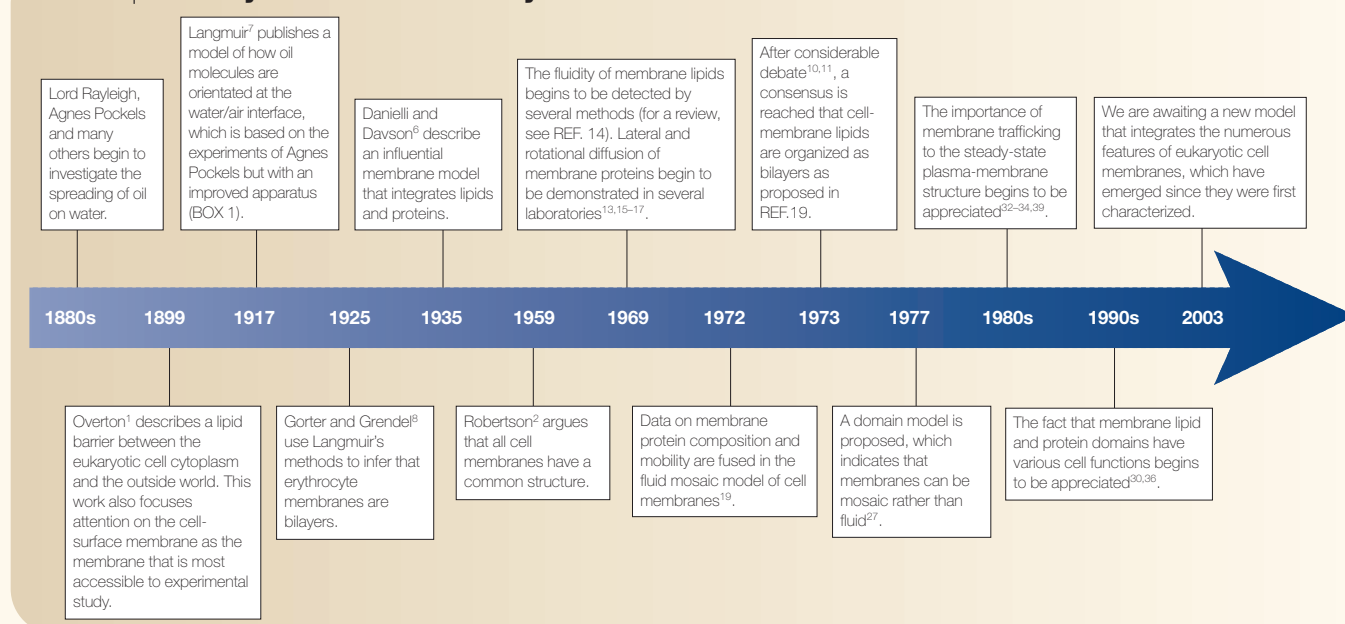 Lord Rayleigh,
Agnes Pockels
and many
others begin to
investigate the
spreading of oil
on water.
Langmuir7 publishes a
model of how oil
molecules are
orientated at the
water/air interface,
which is based on the
experiments of Agnes
Pockels but with an
improved apparatus
(BOX 1).
Danielli and
Davson6 describe
an influential
membrane model
that integrates lipids
and proteins.
The fluidity of membrane lipids
begins to be detected by
several methods (for a review,
see REF. 14). Lateral and
rotational diffusion of
membrane proteins begin to
be demonstrated in several
laboratories13,15–17.
After considerable
debate10,11, a
consensus is
reached that cell-
membrane lipids
are organized as
bilayers as
proposed in
REF.19.
The importance of
membrane trafficking
to the steady-state
plasma-membrane
structure begins to be
appreciated32–34,39.
We are awaiting a new model
that integrates the numerous
features of eukaryotic cell
membranes, which have
emerged since they were first
characterized.
1880s 1899 1917 1925 1935 1959 1969 1972 1973 1977 1980s 1990s 2003
Overton1 describes a lipid
barrier between the
eukaryotic cell cytoplasm
and the outside world. This
work also focuses
attention on the cell-
surface membrane as the
membrane that is most
accessible to experimental
study.
Gorter and Grendel8
use Langmuir's
methods to infer that
erythrocyte
membranes are
bilayers.
Robertson2 argues
that all cell
membranes have a
common structure.
Data on membrane
protein composition and
mobility are fused in the
fluid mosaic model of cell
membranes19.
A domain model is
proposed, which
indicates that
membranes can be
mosaic rather than
fluid27.
The fact that membrane lipid
and protein domains have
various cell functions begins
to be appreciated30,36.